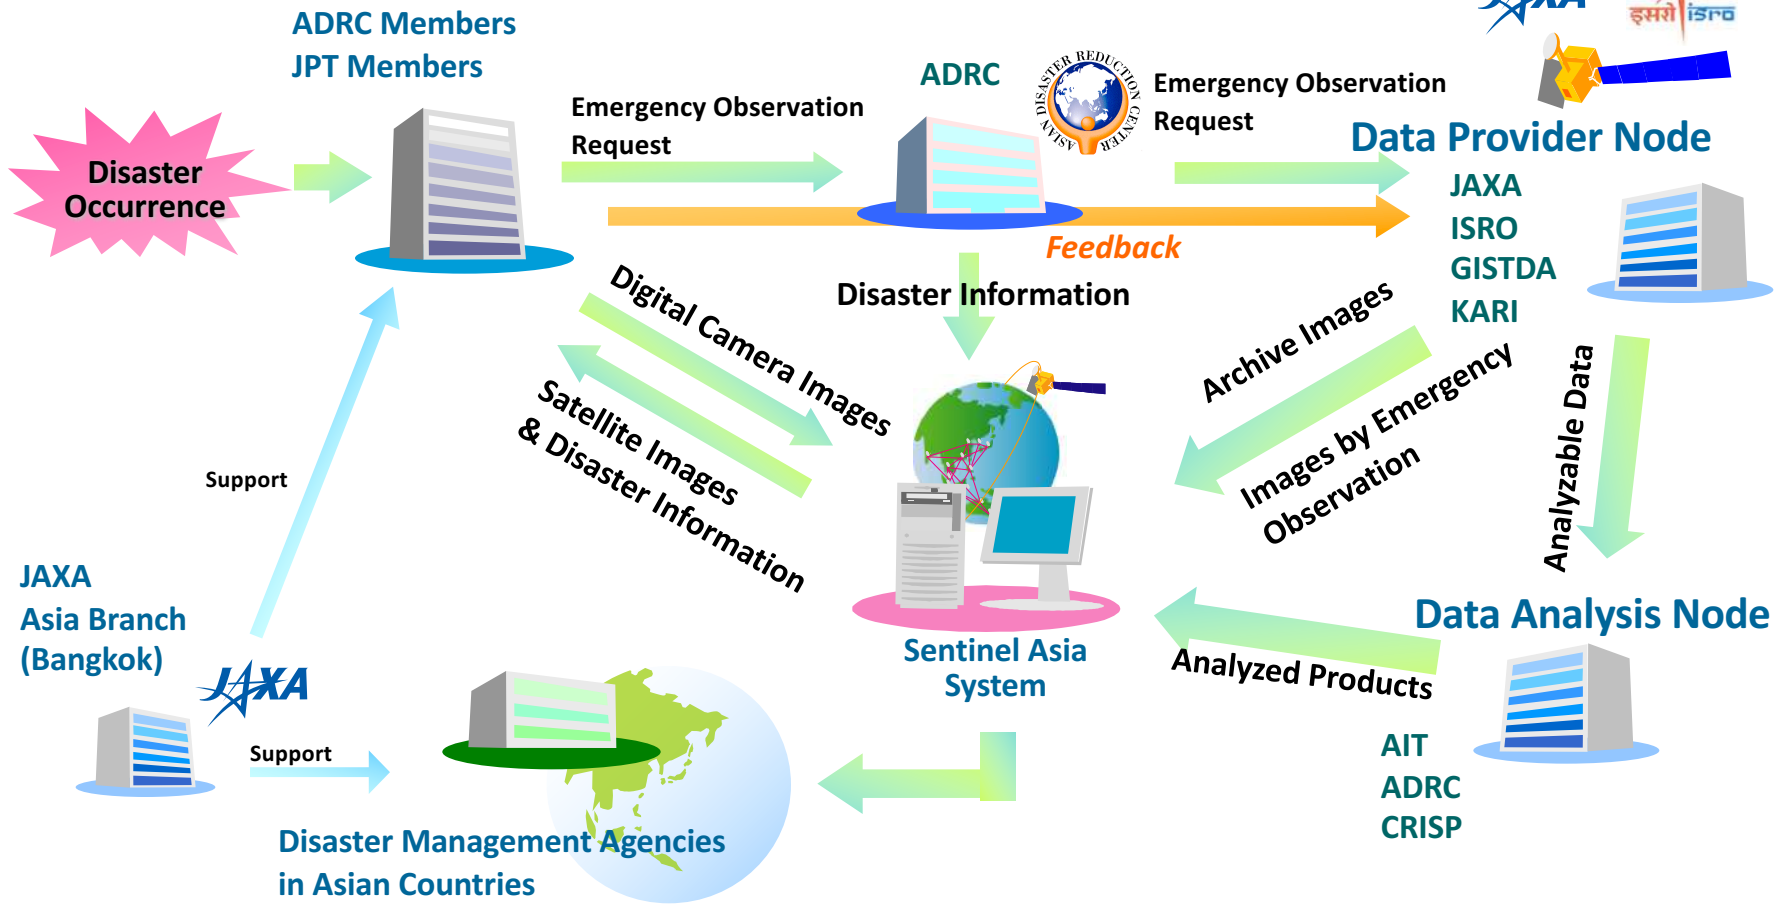 ADRC Members
JPT Members
JAXA
इसरो isro
Disaster
Occurrence
Emergency Observation
Request
ADRC
ASIAN DISASTER REDUCTION CENTER
Emergency Observation
Request
Data Provider Node
JAXA
ISRO
GISTDA
KARI
Feedback
Disaster Information
Digital Camera Images
Satellite Images
& Disaster Information
Archive Images
Images by Emergency
Observation
Analyzable Data
Support
JAXA
Asia Branch
(Bangkok)
JAXA
Support
Sentinel Asia
System
Data Analysis Node
Analyzed Products
AIT
ADRC
CRISP
Disaster Management Agencies
in Asian Countries